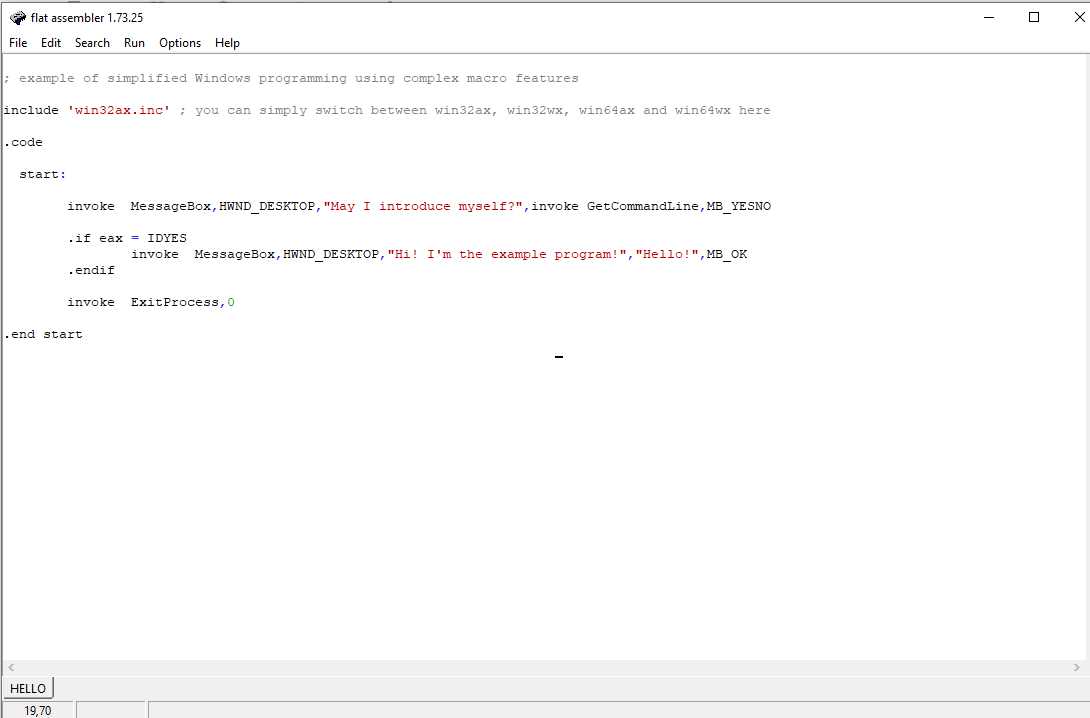 flat assembler 1.73.25
File Edit Search Run Options Help
; example of simplified Windows programming using complex macro features
include 'win32ax.inc' ; you can simply switch between win32ax, win32wx, win64ax and win64wx here
.code
start:
invoke MessageBox,HWND_DESKTOP,"May I introduce myself?",invoke GetCommandLine,MB_YESNO
.if eax = IDYES
invoke MessageBox,HWND_DESKTOP,"Hi! I'm the example program!","Hello!",MB_OK
.endif
invoke ExitProcess,0
.end start
HELLO
19,70